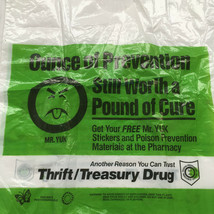 Ounce of Prevention
Still Worth a
Pound of Cure
MR. YUK
Get Your FREE Mr. YUK
Stickers and Poison Prevention
Materials at the Pharmacy
Another Reason You Can Trust
Thrift/Treasury Drug